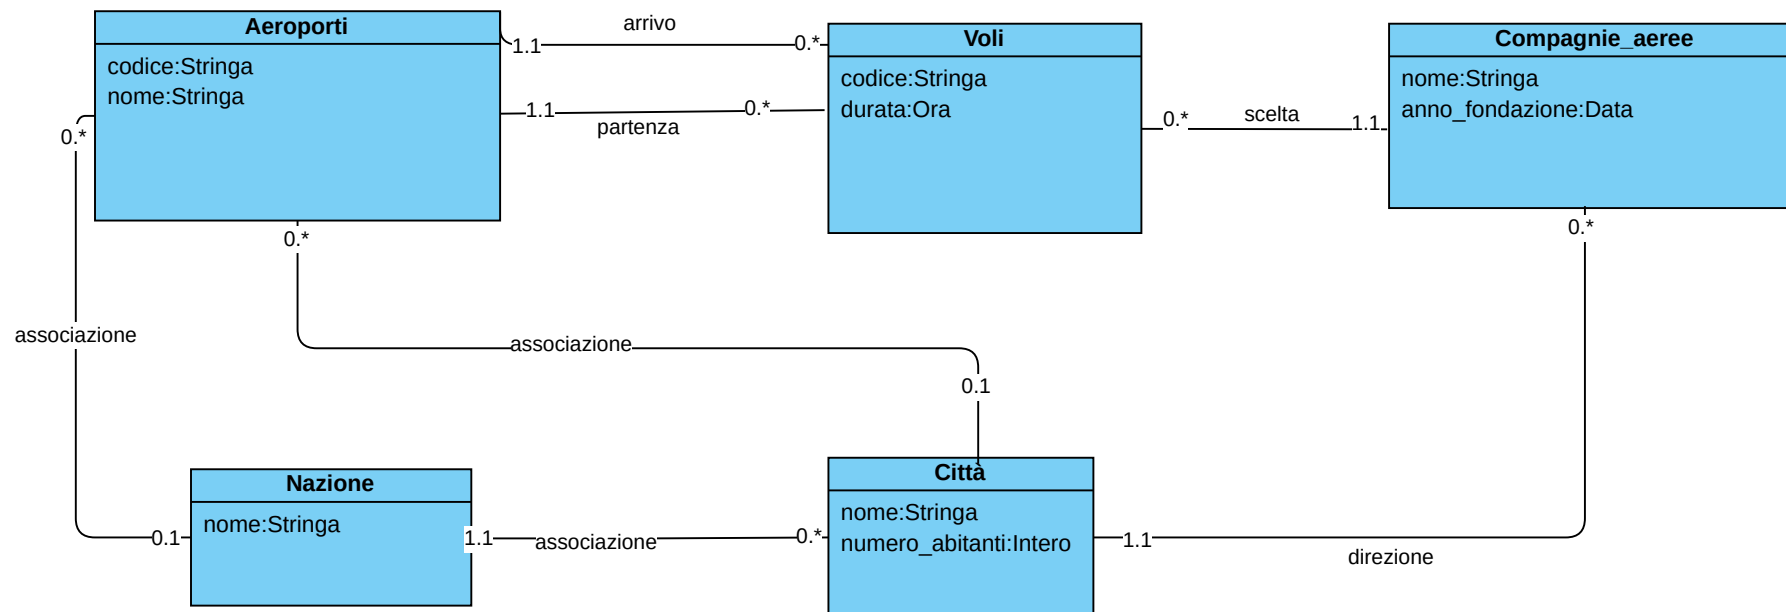 Aeroporti
codice:Stringa
nome:Stringa
arrivo
1.1
0.*
partenza
1.1
0.*
Voli
codice:Stringa
durata:Ora
0.*
scelta
1.1
Compagnie_aeree
nome:Stringa
anno_fondazione:Data
0.*
0.*
0.*
associazione
associazione
0.1
0.1
Nazione
nome:Stringa
1.1
associazione
0.*
Città
nome:Stringa
numero_abitanti:Intero
1.1
direzione